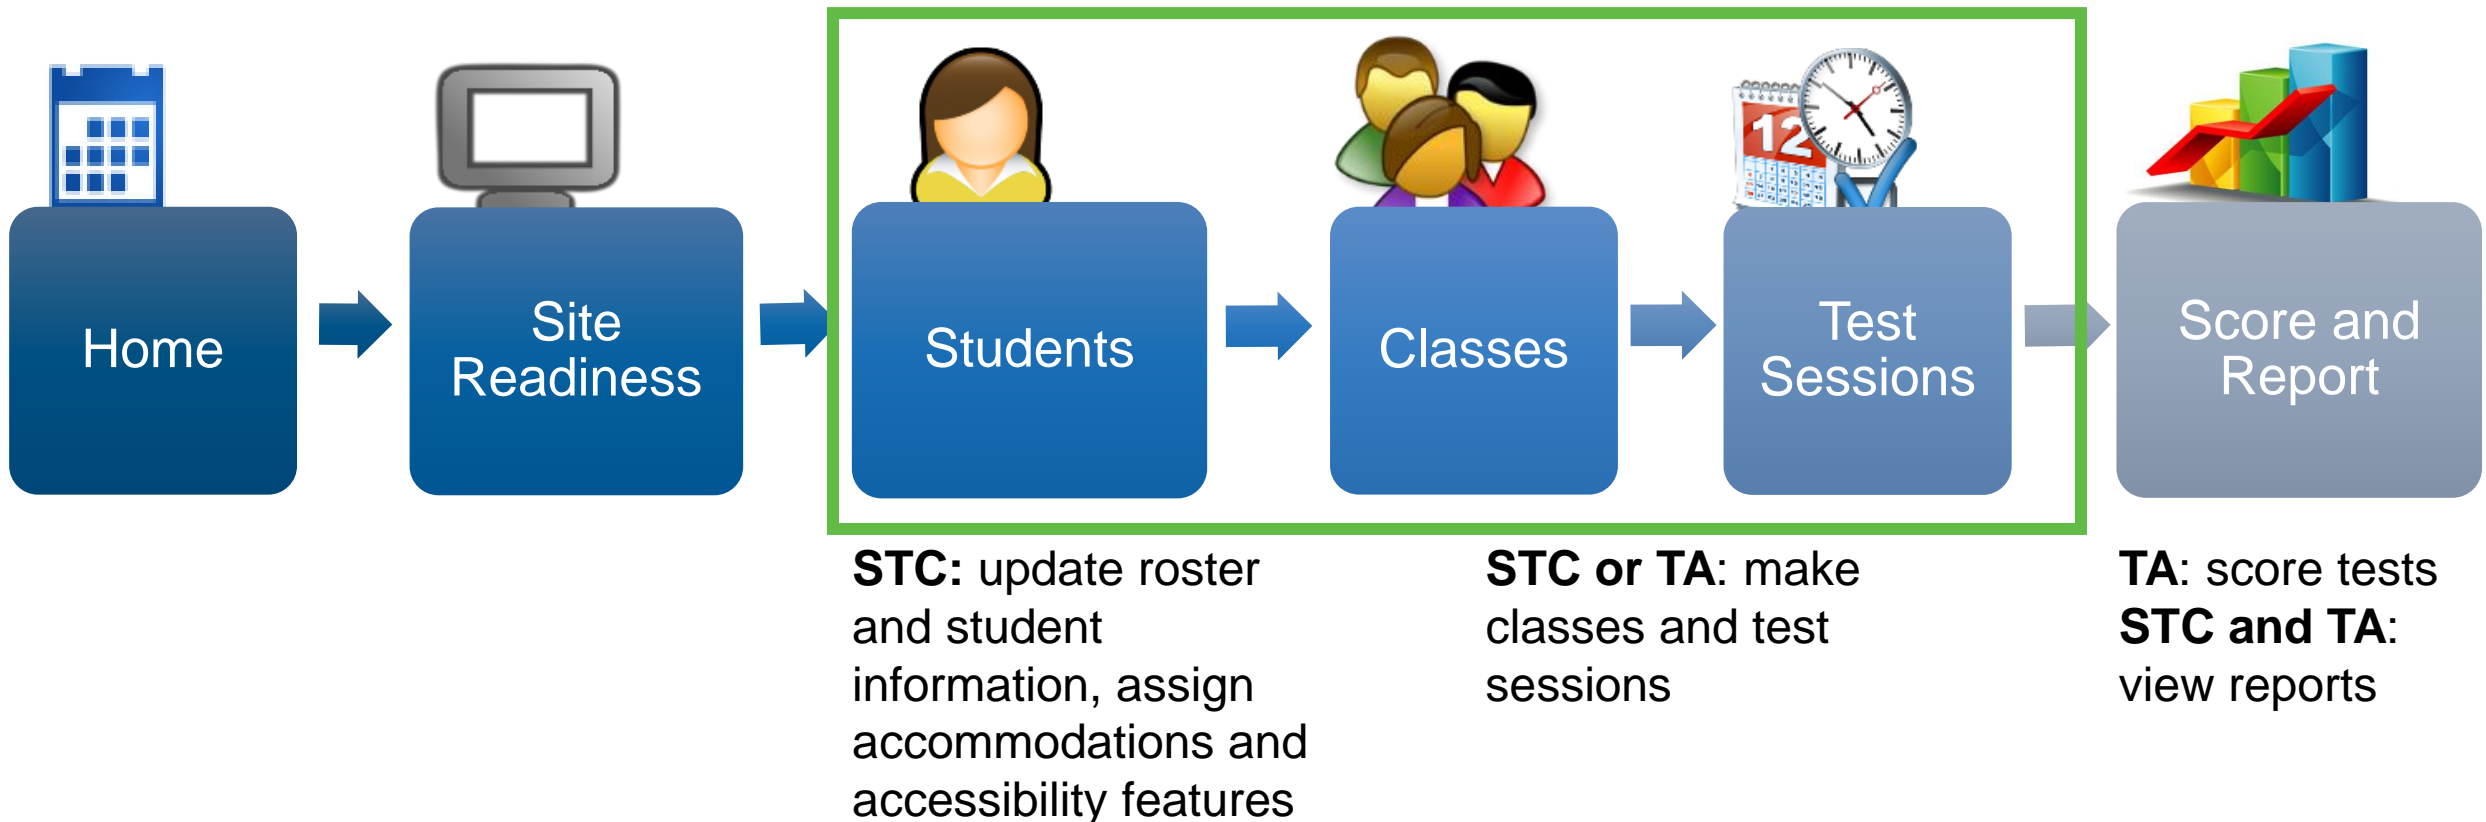 12
Home
Site
Readiness
Students
Classes
Test
Sessions
Score and
Report
STC: update roster
and student
information, assign
accommodations and
accessibility features
STC or TA: make
classes and test
sessions
TA: score tests
STC and TA:
view reports